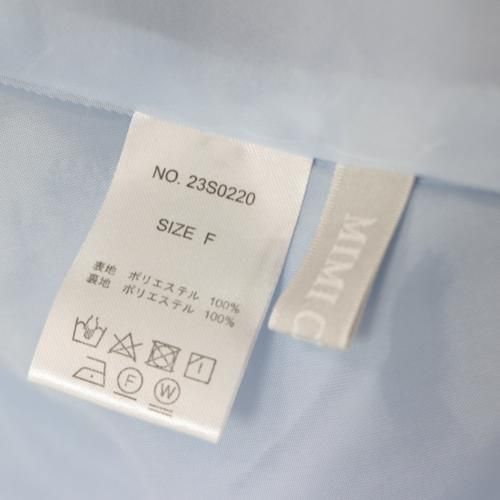 NO. 23S0220
SIZE F
表地 ポリエステル 100%
裏地 ポリエステル 100%
F
W
MIMI C